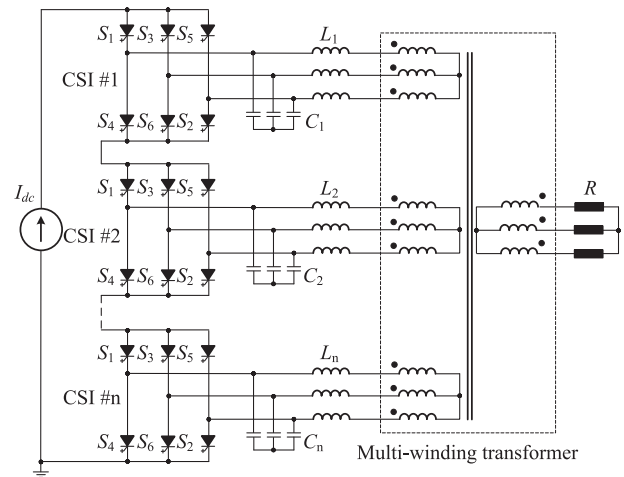 S1 S3 S5
L1
CSI #1
S4 S6 S2
C1
S1 S3 S5
L2
Idc
R
CSI #2
S4 S6 S2
C2
S1 S3 S5
Ln
CSI #n
S4 S6 S2
Cn
Multi-winding transformer